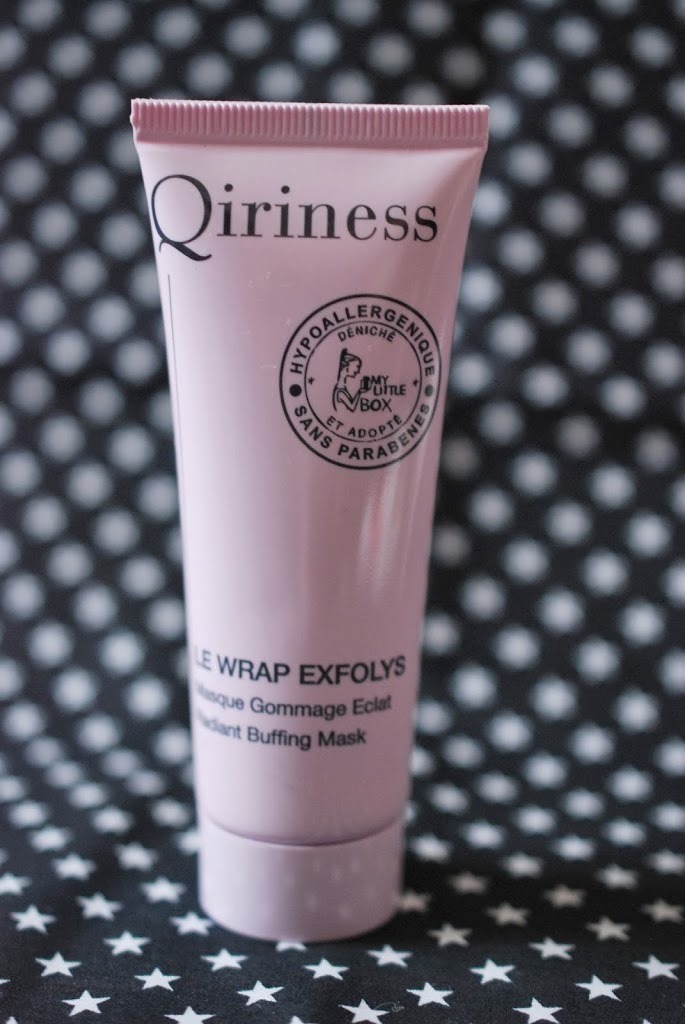 Qiriness
HYPOALLERGENIQUE
DÉNICHÉ
MY LITTLE
BOX
ET ADOPTÉ
SANS PARABENES
LE WRAP EXFOLYS
Masque Gommage Eclat
Radiant Buffing Mask